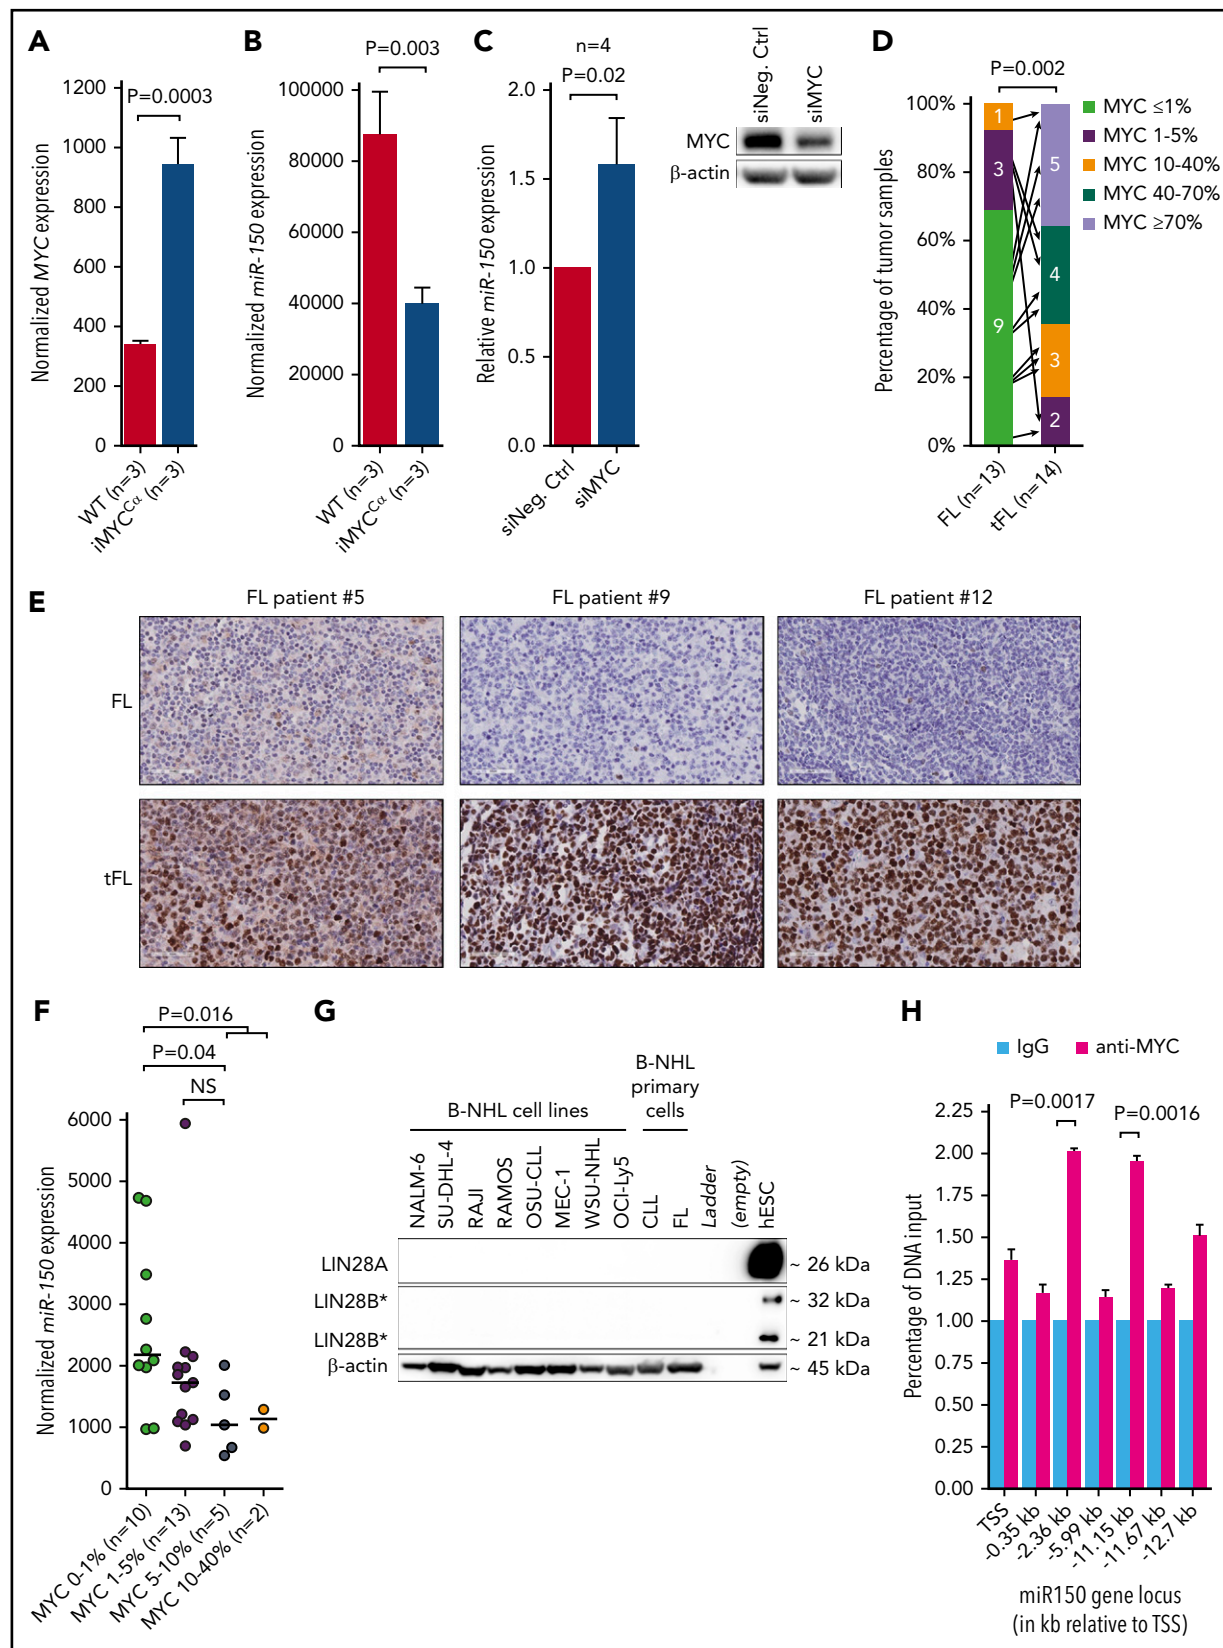 A
P=0.0003
Normalized MYC expression
1200
1000
800
600
400
200
0
WT (n=3)
iMYC^Cα (n=3)
B
P=0.003
Normalized miR-150 expression
100000
80000
60000
40000
20000
0
WT (n=3)
iMYC^Cα (n=3)
C
n=4
P=0.02
Relative miR-150 expression
2.0
1.5
1.0
0.5
0.0
siNeg. Ctrl
siMYC
siNeg. Ctrl
siMYC
MYC
β-actin
D
P=0.002
Percentage of tumor samples
100%
80%
60%
40%
20%
0%
1
3
9
5
4
3
2
FL (n=13)
tFL (n=14)
MYC ≤1%
MYC 1-5%
MYC 10-40%
MYC 40-70%
MYC ≥70%
E
FL patient #5
FL patient #9
FL patient #12
FL
tFL
F
P=0.016
P=0.04
NS
Normalized miR-150 expression
6000
5000
4000
3000
2000
1000
0
MYC 0-1% (n=10)
MYC 1-5% (n=13)
MYC 5-10% (n=5)
MYC 10-40% (n=2)
G
B-NHL cell lines
B-NHL
primary
cells
NALM-6
SU-DHL-4
RAJI
RAMOS
OSU-CLL
MEC-1
WSU-NHL
OCI-Ly5
CLL
FL
Ladder
(empty)
hESC
LIN28A
~ 26 kDa
LIN28B*
~ 32 kDa
LIN28B*
~ 21 kDa
β-actin
~ 45 kDa
H
IgG
anti-MYC
P=0.0017
P=0.0016
Percentage of DNA input
2.25
2.00
1.75
1.50
1.25
1.00
0.75
0.50
0.25
0.00
TSS
-0.35 kb
-2.36 kb
-5.99 kb
-11.15 kb
-11.67 kb
-12.7 kb
miR150 gene locus
(in kb relative to TSS)